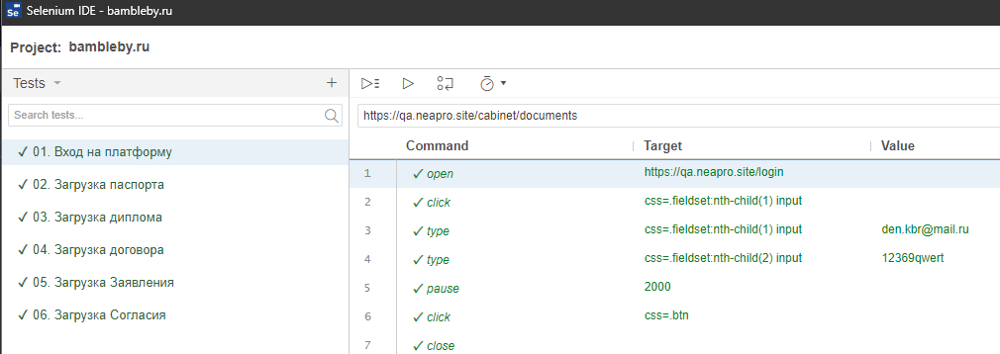 Se Selenium IDE - bambleby.ru
Project: bambleby.ru
Tests
Search tests...
✓ 01. Вход на платформу
✓ 02. Загрузка паспорта
✓ 03. Загрузка диплома
✓ 04. Загрузка договора
✓ 05. Загрузка Заявления
✓ 06. Загрузка Согласия
https://qa.neapro.site/cabinet/documents
Command Target Value
1 ✓ open https://qa.neapro.site/login
2 ✓ click css=.fieldset:nth-child(1) input
3 ✓ type css=.fieldset:nth-child(1) input den.kbr@mail.ru
4 ✓ type css=.fieldset:nth-child(2) input 12369qwert
5 ✓ pause 2000
6 ✓ click css=.btn
7 ✓ close